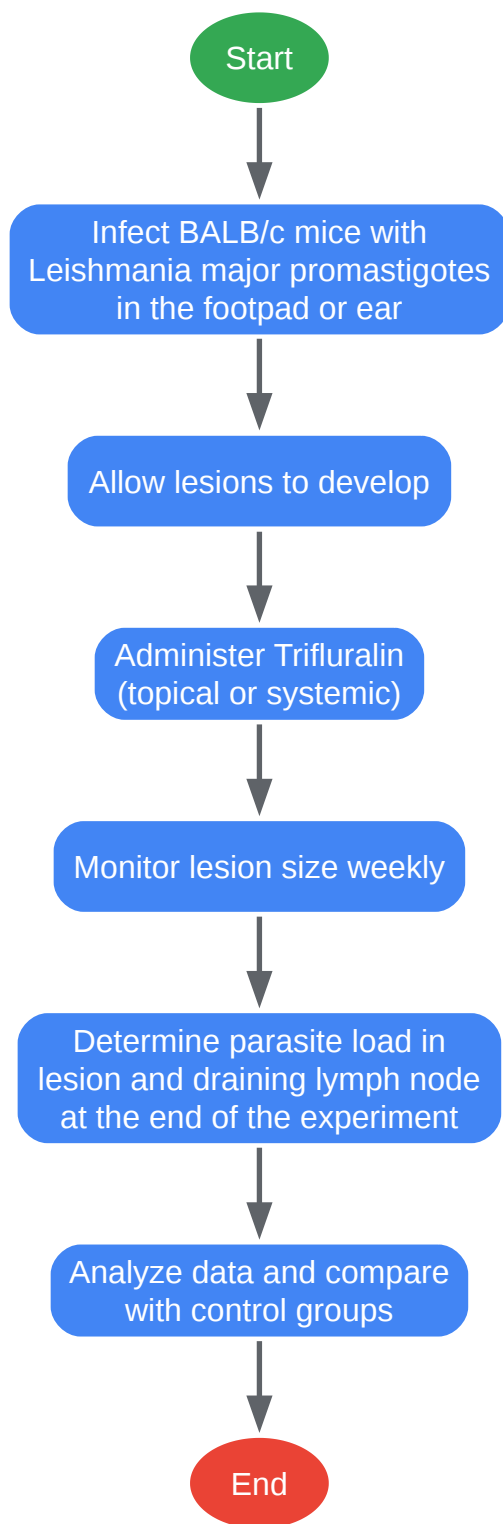 Start
Infect BALB/c mice with
Leishmania major promastigotes
in the footpad or ear
Allow lesions to develop
Administer Trifluralin
(topical or systemic)
Monitor lesion size weekly
Determine parasite load in
lesion and draining lymph node
at the end of the experiment
Analyze data and compare
with control groups
End